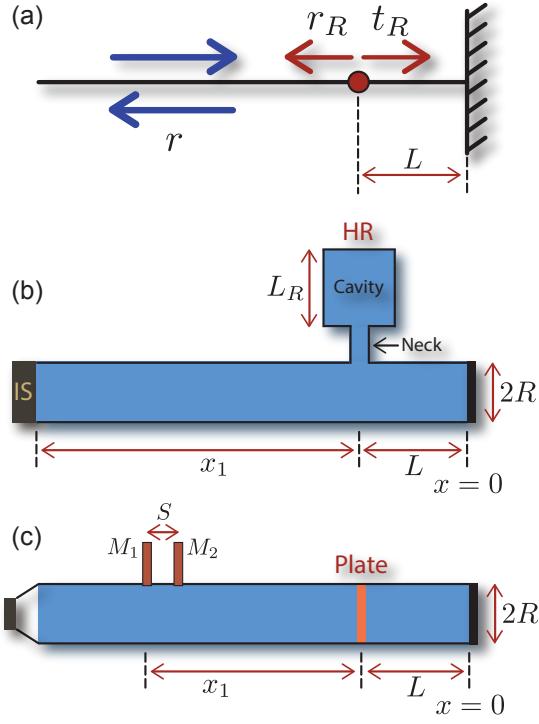 (a)
r_R t_R
r
L
HR
(b)
L_R
Cavity
Neck
IS
2R
x_1
L
x = 0
(c)
S
M_1
M_2
Plate
2R
x_1
L
x = 0